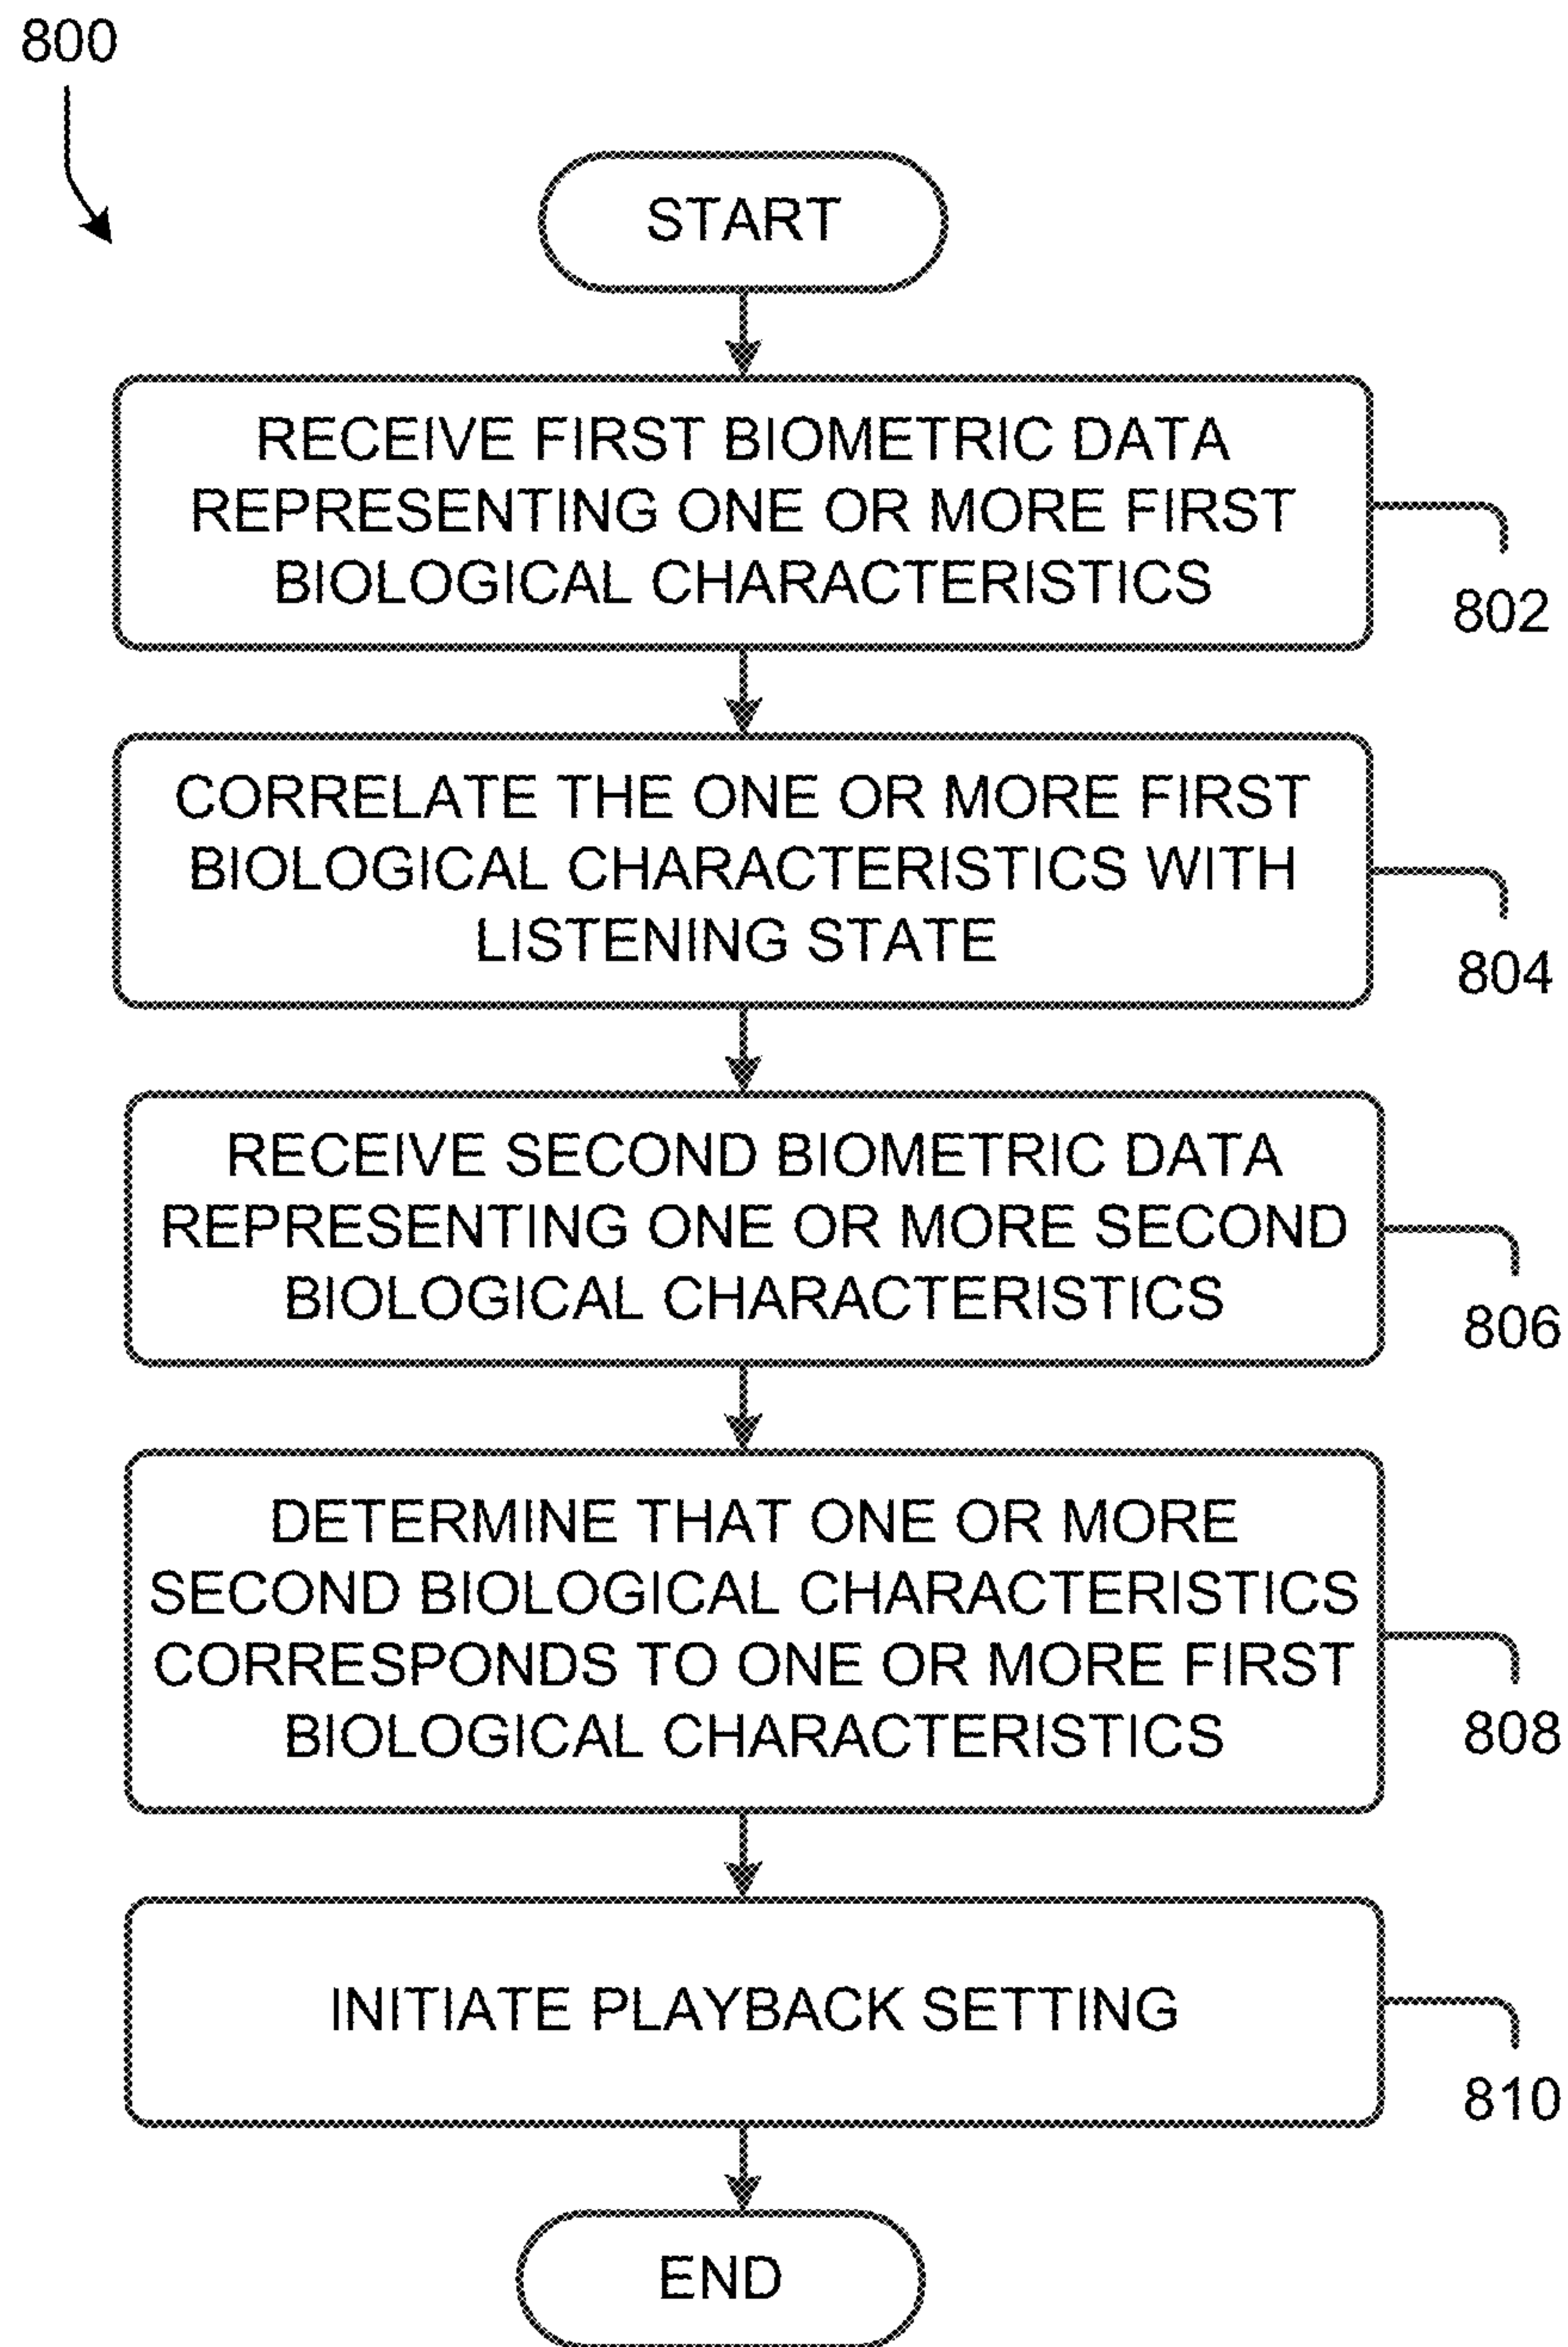 800
START
RECEIVE FIRST BIOMETRIC DATA
REPRESENTING ONE OR MORE FIRST
BIOLOGICAL CHARACTERISTICS
802
CORRELATE THE ONE OR MORE FIRST
BIOLOGICAL CHARACTERISTICS WITH
LISTENING STATE
804
RECEIVE SECOND BIOMETRIC DATA
REPRESENTING ONE OR MORE SECOND
BIOLOGICAL CHARACTERISTICS
806
DETERMINE THAT ONE OR MORE
SECOND BIOLOGICAL CHARACTERISTICS
CORRESPONDS TO ONE OR MORE FIRST
BIOLOGICAL CHARACTERISTICS
808
INITIATE PLAYBACK SETTING
810
END